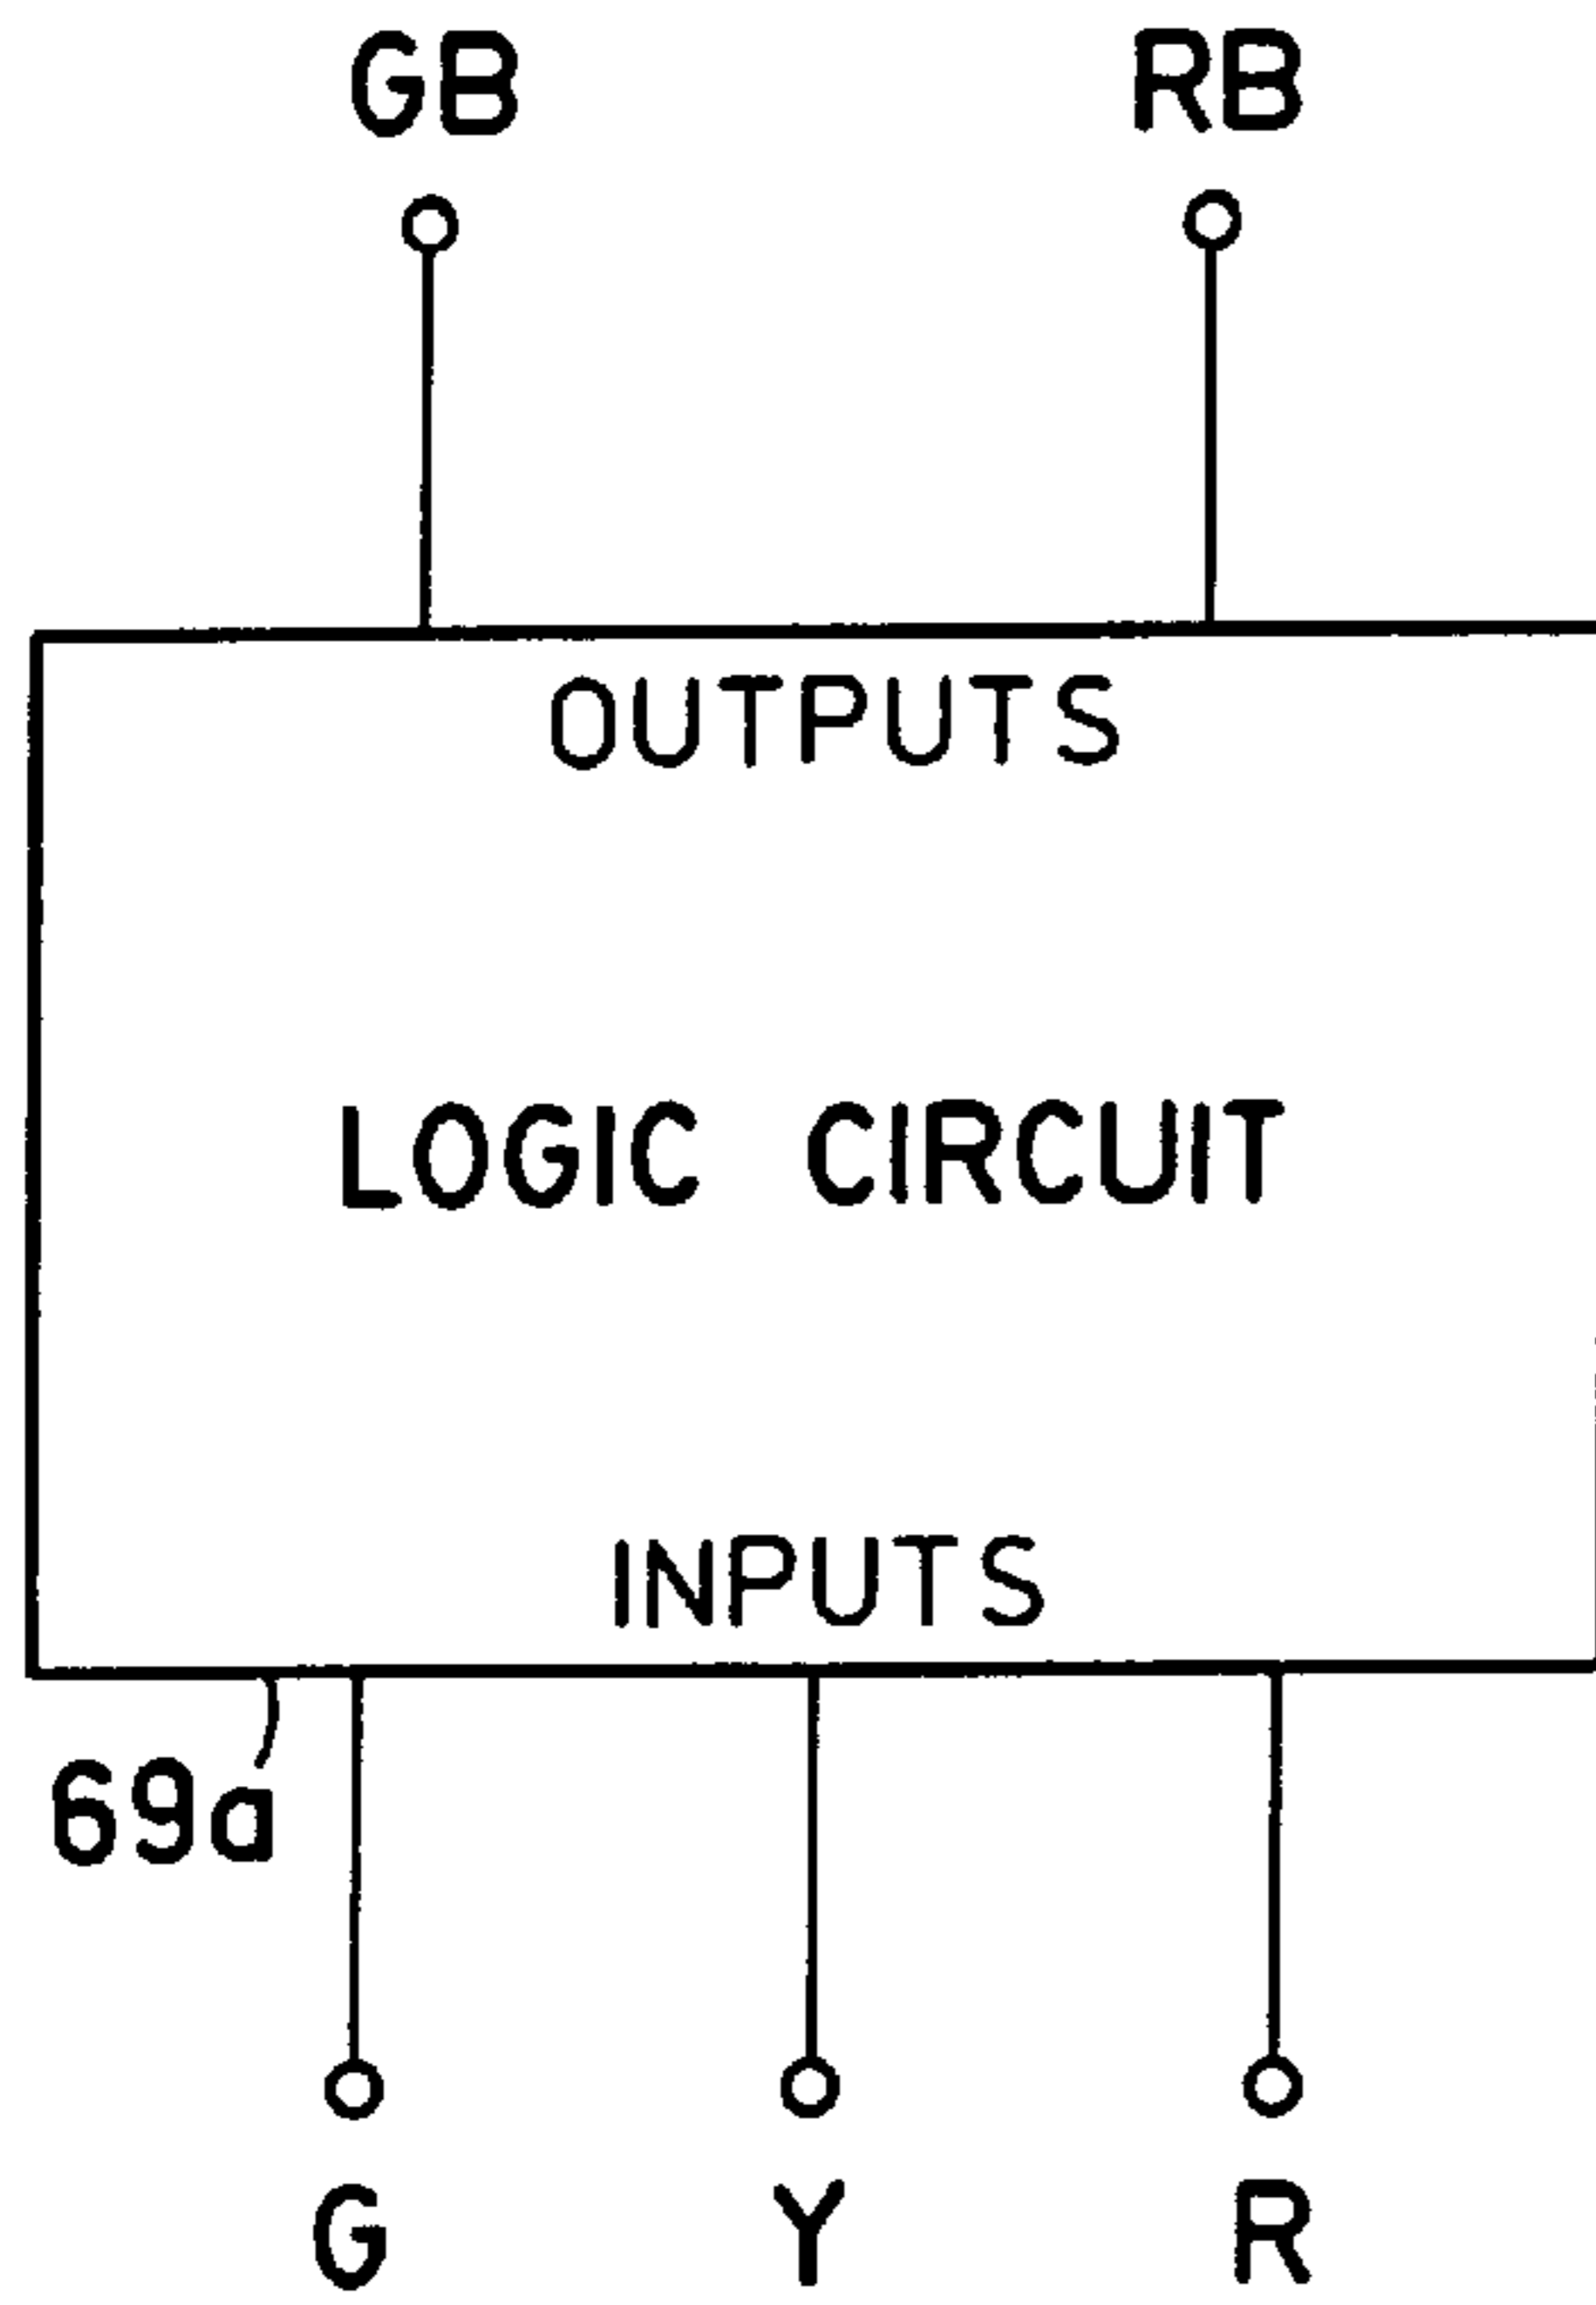 GB RB
OUTPUTS
LOGIC CIRCUIT
INPUTS
69a
G Y R